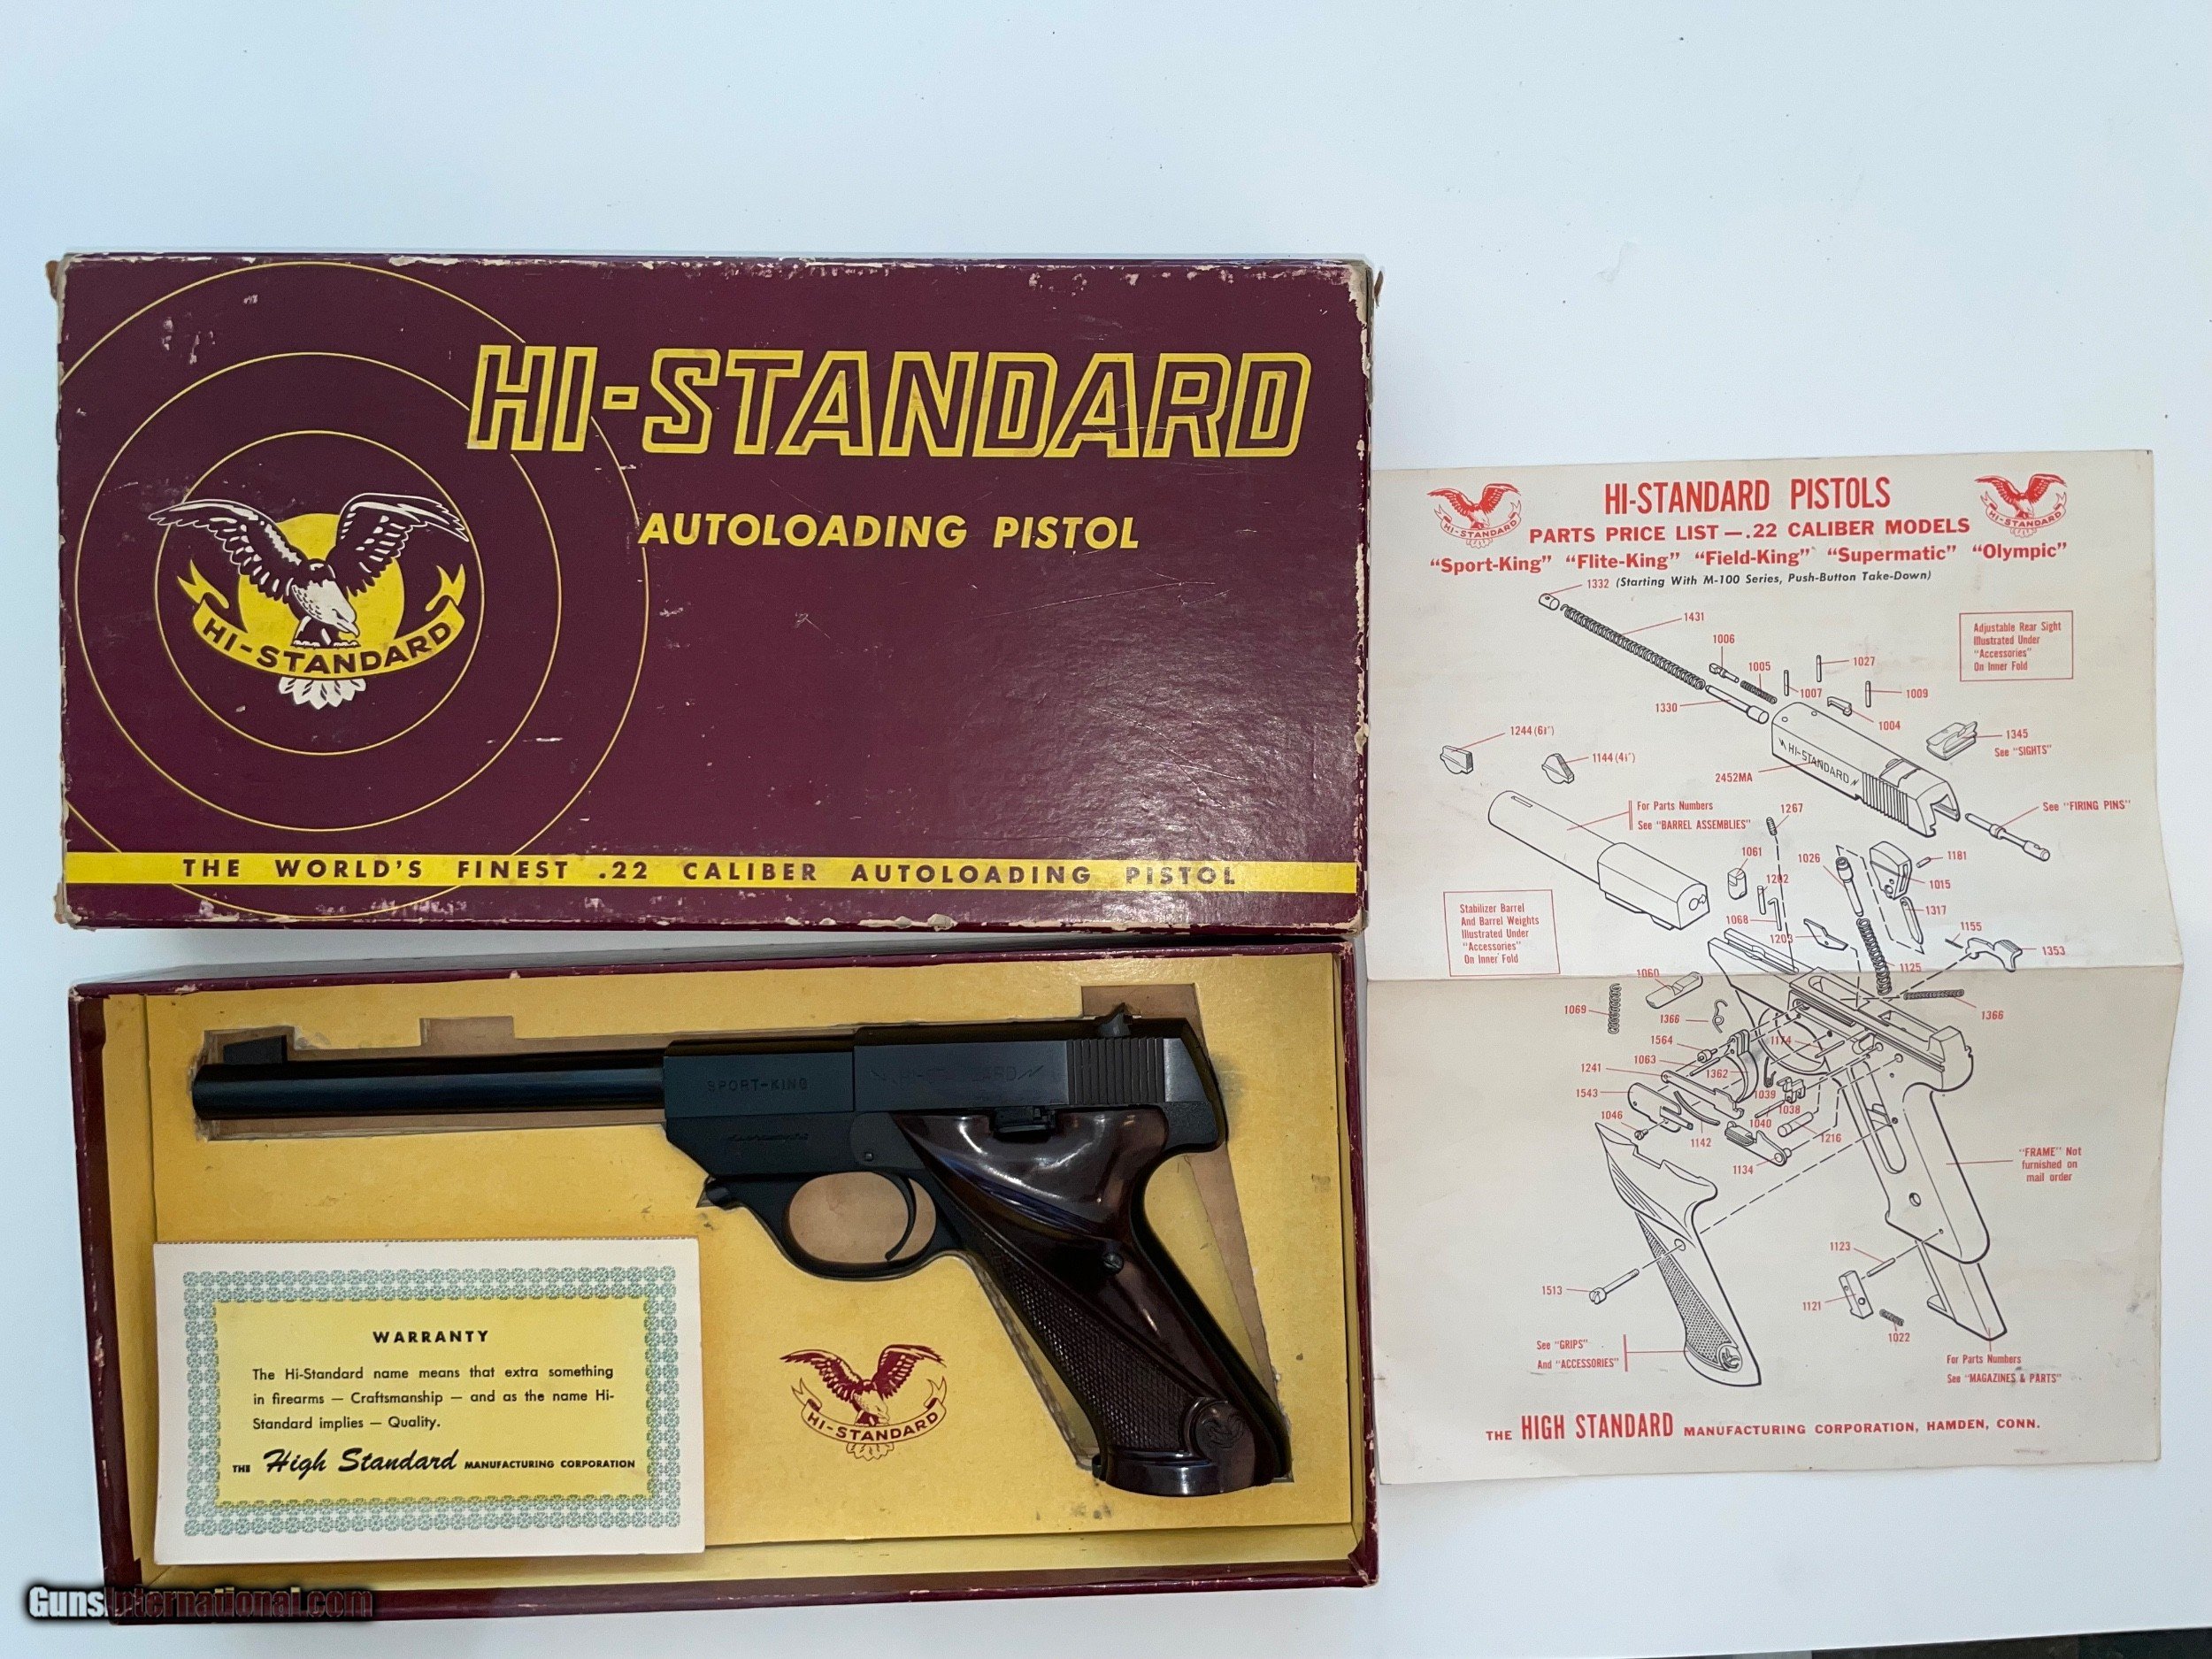 HI-STANDARD
AUTOLOADING PISTOL
HI-STANDARD
THE WORLD'S FINEST .22 CALIBER AUTOLOADING PISTOL
SPORT-KING
HI-STANDARD
WARRANTY
The Hi-Standard name means that extra something
in firearms — Craftsmanship — and as the name Hi-
Standard implies — Quality.
THE High Standard MANUFACTURING CORPORATION
HI-STANDARD
GunsInternational.com
HI-STANDARD PISTOLS
HI-STANDARD
HI-STANDARD
PARTS PRICE LIST — .22 CALIBER MODELS
"Sport-King" "Flite-King" "Field-King" "Supermatic" "Olympic"
1332 (Starting With M-100 Series, Push-Button Take-Down)
1431
1006
1005
1027
1007
1009
1330
1004
Adjustable Rear Sight
Illustrated Under
"Accessories"
On Inner Fold
1345
See "SIGHTS"
1244 (6½")
1144 (4½")
HI-STANDARD
2452MA
For Parts Numbers
See "BARREL ASSEMBLIES"
1267
See "FIRING PINS"
1061
1026
1181
1015
1202
1317
1068
1203
1155
1353
Stabilizer Barrel
And Barrel Weights
Illustrated Under
"Accessories"
On Inner Fold
1060
1125
1069
1366
1366
1564
1174
1063
1241
1362
1543
1039
1038
1046
1040
1142
1216
1134
"FRAME" Not
furnished on
mail order
1123
1513
1121
1022
See "GRIPS"
And "ACCESSORIES"
For Parts Numbers
See "MAGAZINES & PARTS"
THE HIGH STANDARD MANUFACTURING CORPORATION, HAMDEN, CONN.